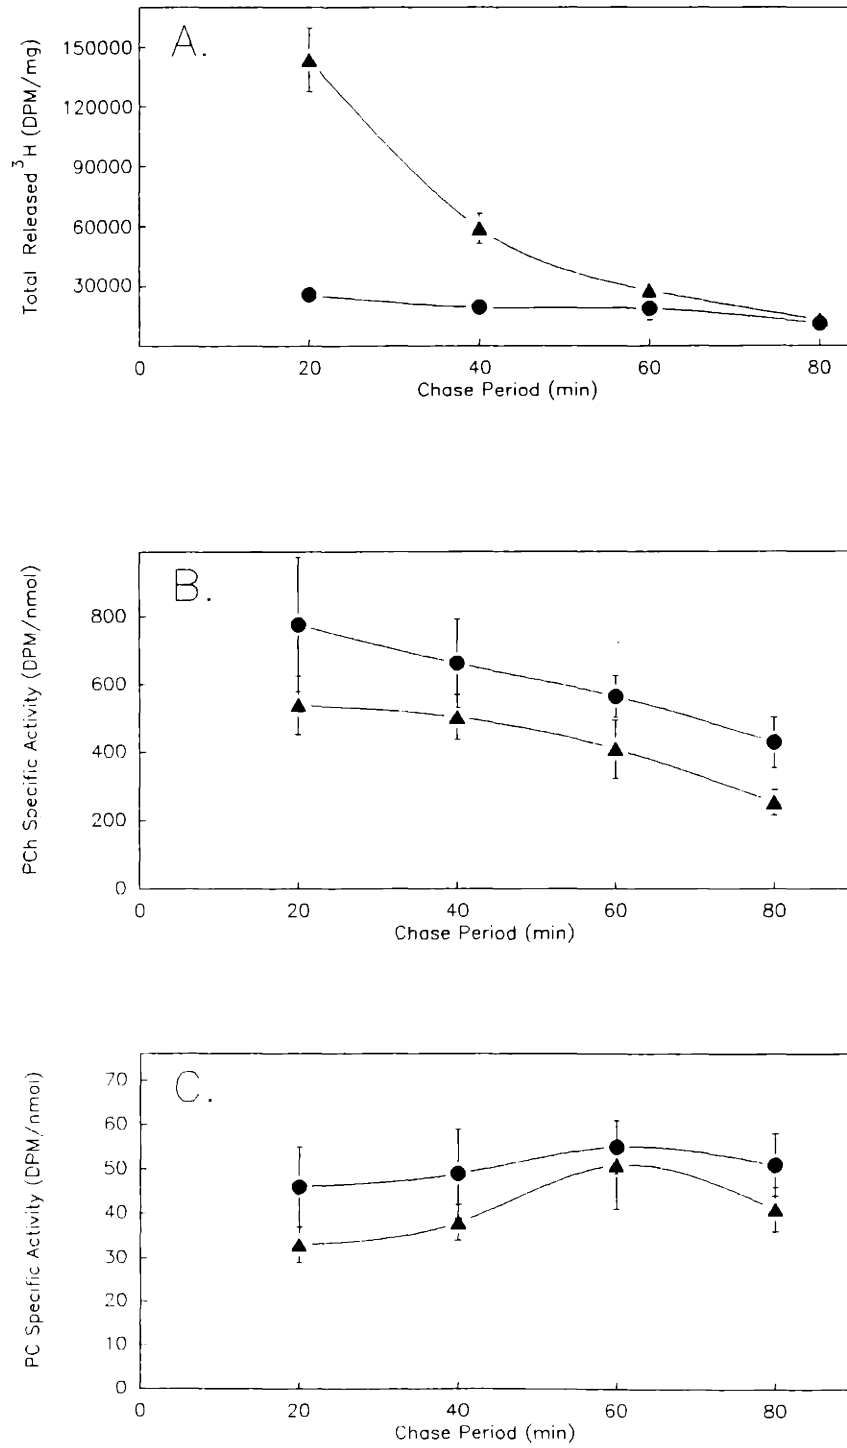 A.
Total Released ³H (DPM/mg)
150000
120000
90000
60000
30000
0 20 40 60 80
Chase Period (min)
B.
PCh Specific Activity (DPM/nmol)
800
600
400
200
0
0 20 40 60 80
Chase Period (min)
C.
PC Specific Activity (DPM/nmol)
70
60
50
40
30
20
10
0
0 20 40 60 80
Chase Period (min)